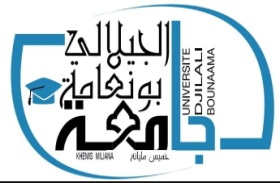 الجيلالي
بونعامة
جامعة
UNIVERSITE
DJILALI
BOUNAAMA
KHEMIS MILIANA
خميس مليانة